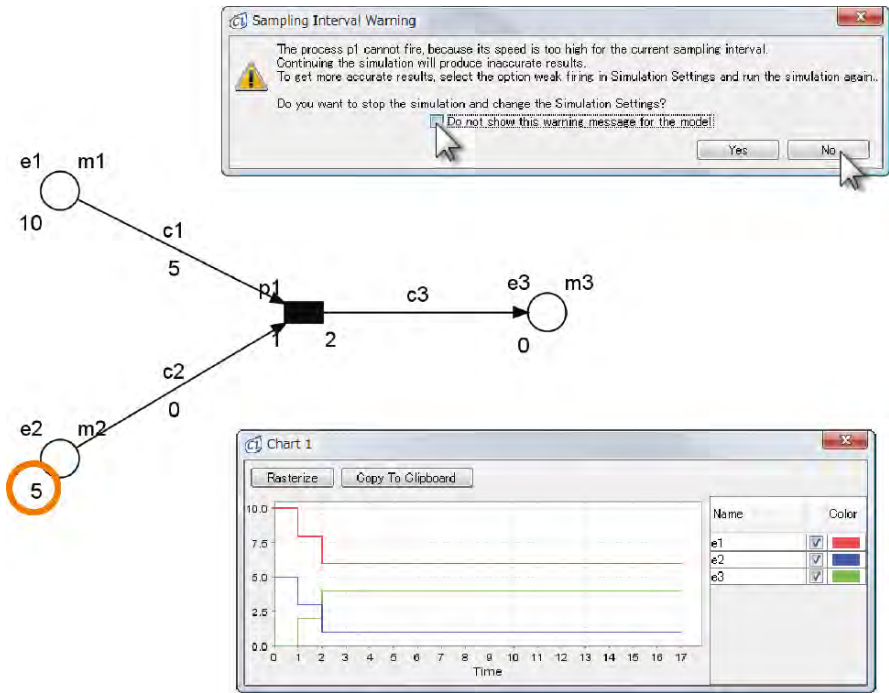 Sampling Interval Warning
The process p1 cannot fire, because its speed is too high for the current sampling interval.
Continuing the simulation will produce inaccurate results.
To get more accurate results, select the option weak firing in Simulation Settings and run the simulation again..
Do you want to stop the simulation and change the Simulation Settings?
Do not show this warning message for the model!
Yes No
e1 m1
10
c1
5
p1
1 2
c3
e3 m3
0
c2
0
e2 m2
5
Chart 1
Rasterize Copy To Clipboard
10.0
7.5
5.0
2.5
0.0
0 1 2 3 4 5 6 7 8 9 10 11 12 13 14 15 16 17
Time
Name Color
e1
e2
e3